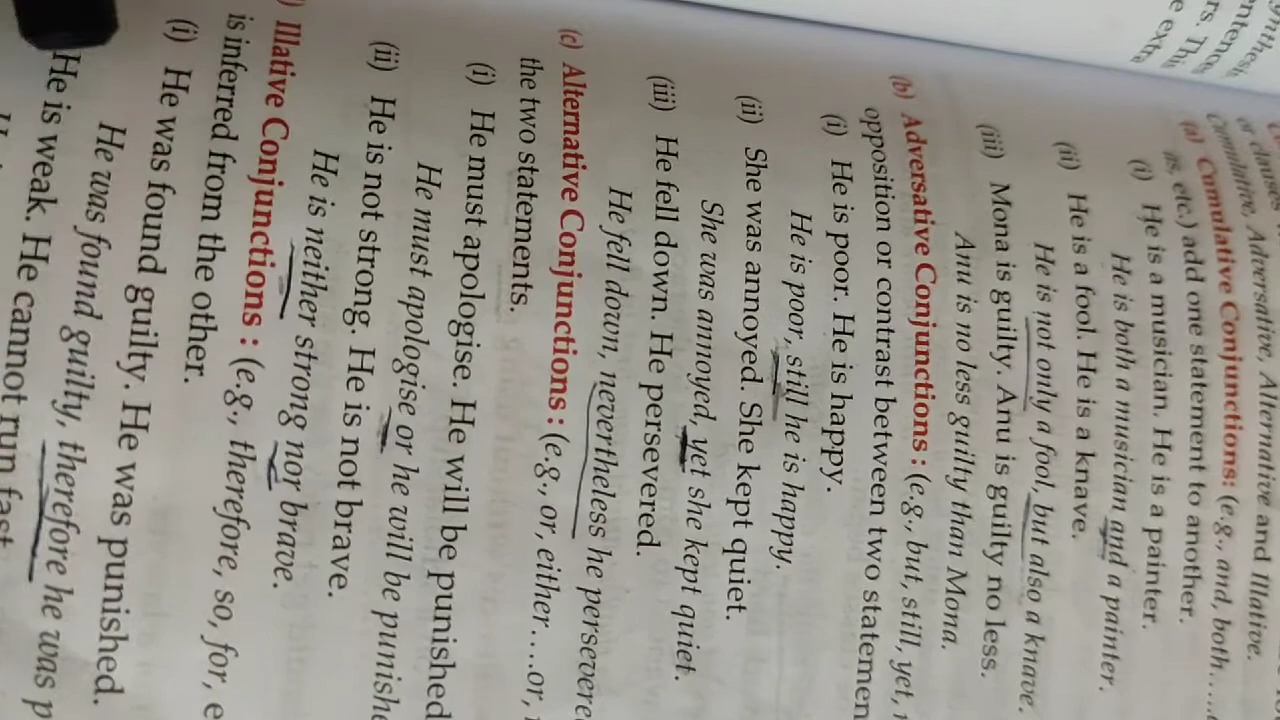 ynthesis
entences
rs. Th
e extra
or clauses
Cumulative, Adversative, Alternative and Illative.
(a) Cumulative Conjunctions: (e.g., and, both....
as, etc.) add one statement to another.
(i) He is a musician. He is a painter.
He is both a musician and a painter.
(ii) He is a fool. He is a knave.
He is not only a fool, but also a knave.
(iii) Mona is guilty. Anu is guilty no less.
Anu is no less guilty than Mona.
(b) Adversative Conjunctions : (e.g., but, still, yet,
opposition or contrast between two statemen
(i) He is poor. He is happy.
He is poor, still he is happy.
(ii) She was annoyed. She kept quiet.
She was annoyed, yet she kept quiet.
(iii) He fell down. He persevered.
He fell down, nevertheless he persevered
(c) Alternative Conjunctions : (e.g., or, either....or,
the two statements.
(i) He must apologise. He will be punished
He must apologise or he will be punishe
(ii) He is not strong. He is not brave.
He is neither strong nor brave.
) Illative Conjunctions : (e.g., therefore, so, for, e
is inferred from the other.
(i) He was found guilty. He was punished.
He was found guilty, therefore he was p
He is weak. He cannot run fast